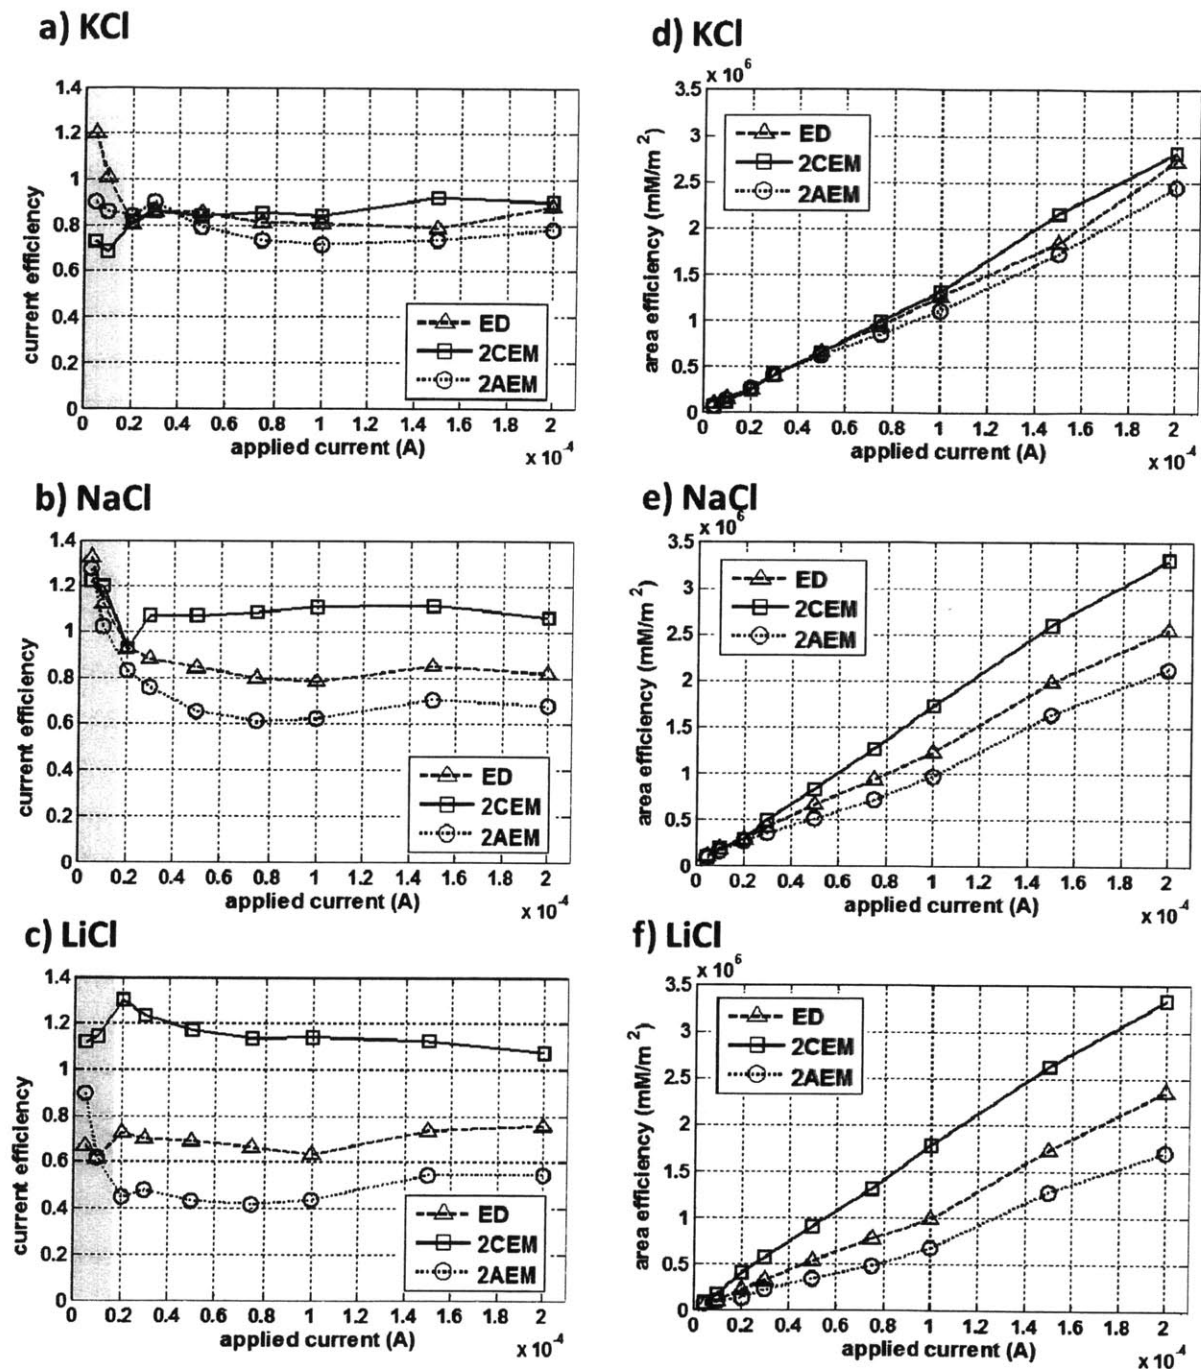 a) KCl
1.4
1.2
1
0.8
0.6
0.4
0.2
0
current efficiency
ED
2CEM
2AEM
0 0.2 0.4 0.6 0.8 1 1.2 1.4 1.6 1.8 2
applied current (A)
x 10^-4
d) KCl
x 10^6
3.5
3
2.5
2
1.5
1
0.5
0
area efficiency (mM/m^2)
ED
2CEM
2AEM
0 0.2 0.4 0.6 0.8 1 1.2 1.4 1.6 1.8 2
applied current (A)
x 10^-4
b) NaCl
1.4
1.2
1
0.8
0.6
0.4
0.2
0
current efficiency
ED
2CEM
2AEM
0 0.2 0.4 0.6 0.8 1 1.2 1.4 1.6 1.8 2
applied current (A)
x 10^-4
e) NaCl
x 10^6
3.5
3
2.5
2
1.5
1
0.5
0
area efficiency (mM/m^2)
ED
2CEM
2AEM
0 0.2 0.4 0.6 0.8 1 1.2 1.4 1.6 1.8 2
applied current (A)
x 10^-4
c) LiCl
1.4
1.2
1
0.8
0.6
0.4
0.2
0
current efficiency
ED
2CEM
2AEM
0 0.2 0.4 0.6 0.8 1 1.2 1.4 1.6 1.8 2
applied current (A)
x 10^-4
f) LiCl
x 10^6
3.5
3
2.5
2
1.5
1
0.5
0
area efficiency (mM/m^2)
ED
2CEM
2AEM
0 0.2 0.4 0.6 0.8 1 1.2 1.4 1.6 1.8 2
applied current (A)
x 10^-4